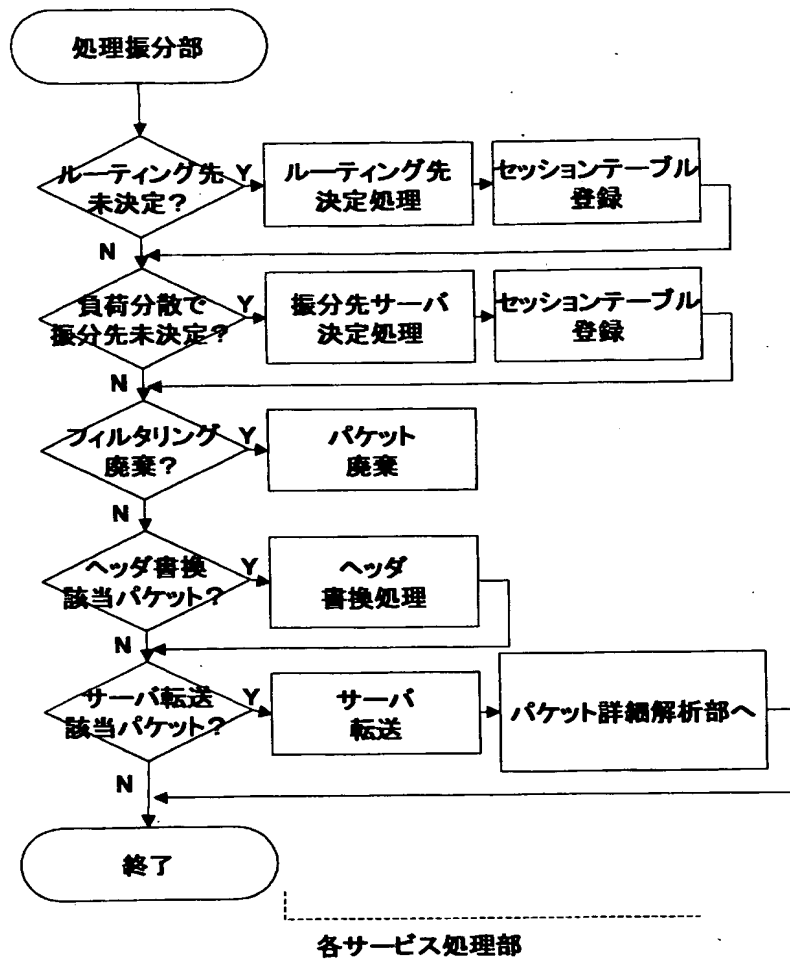 処理振分部
ルーティング先
未決定?
Y
ルーティング先
決定処理
セッションテーブル
登録
N
負荷分散で
振分先未決定?
Y
振分先サーバ
決定処理
セッションテーブル
登録
N
フィルタリング
廃棄?
Y
パケット
廃棄
N
ヘッダ書換
該当パケット?
Y
ヘッダ
書換処理
N
サーバ転送
該当パケット?
Y
サーバ
転送
パケット詳細解析部へ
N
終了
各サービス処理部